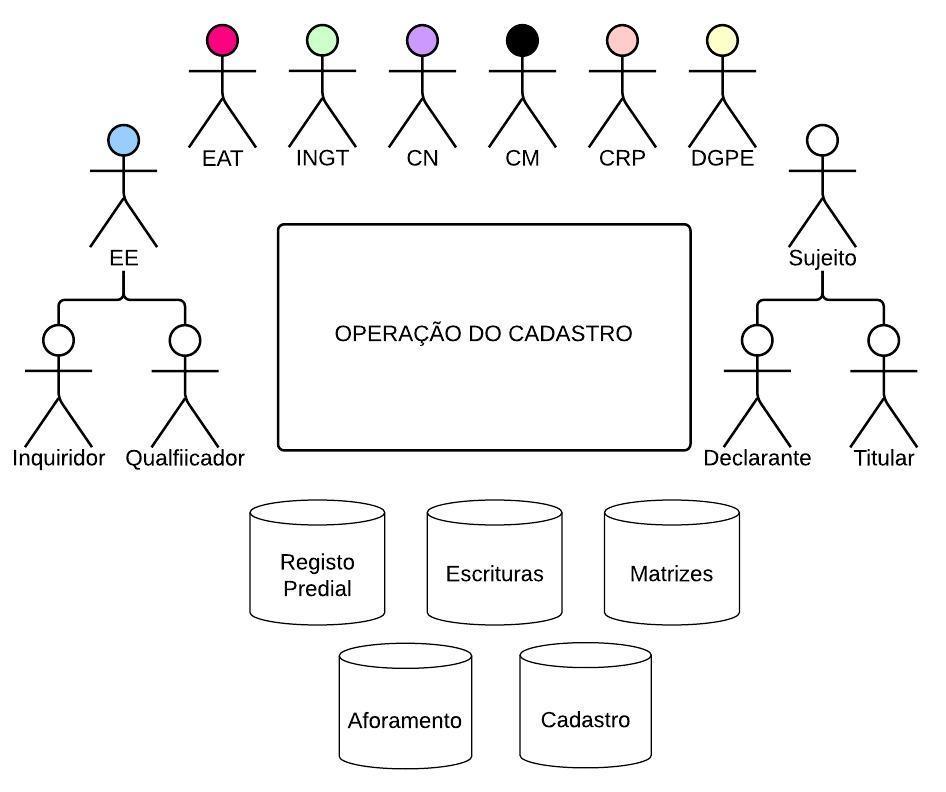 EAT INGT CN CM CRP DGPE
EE
Sujeito
OPERAÇÃO DO CADASTRO
Inquiridor Qualfiicador
Declarante Titular
Registo
Predial
Escrituras
Matrizes
Aforamento
Cadastro